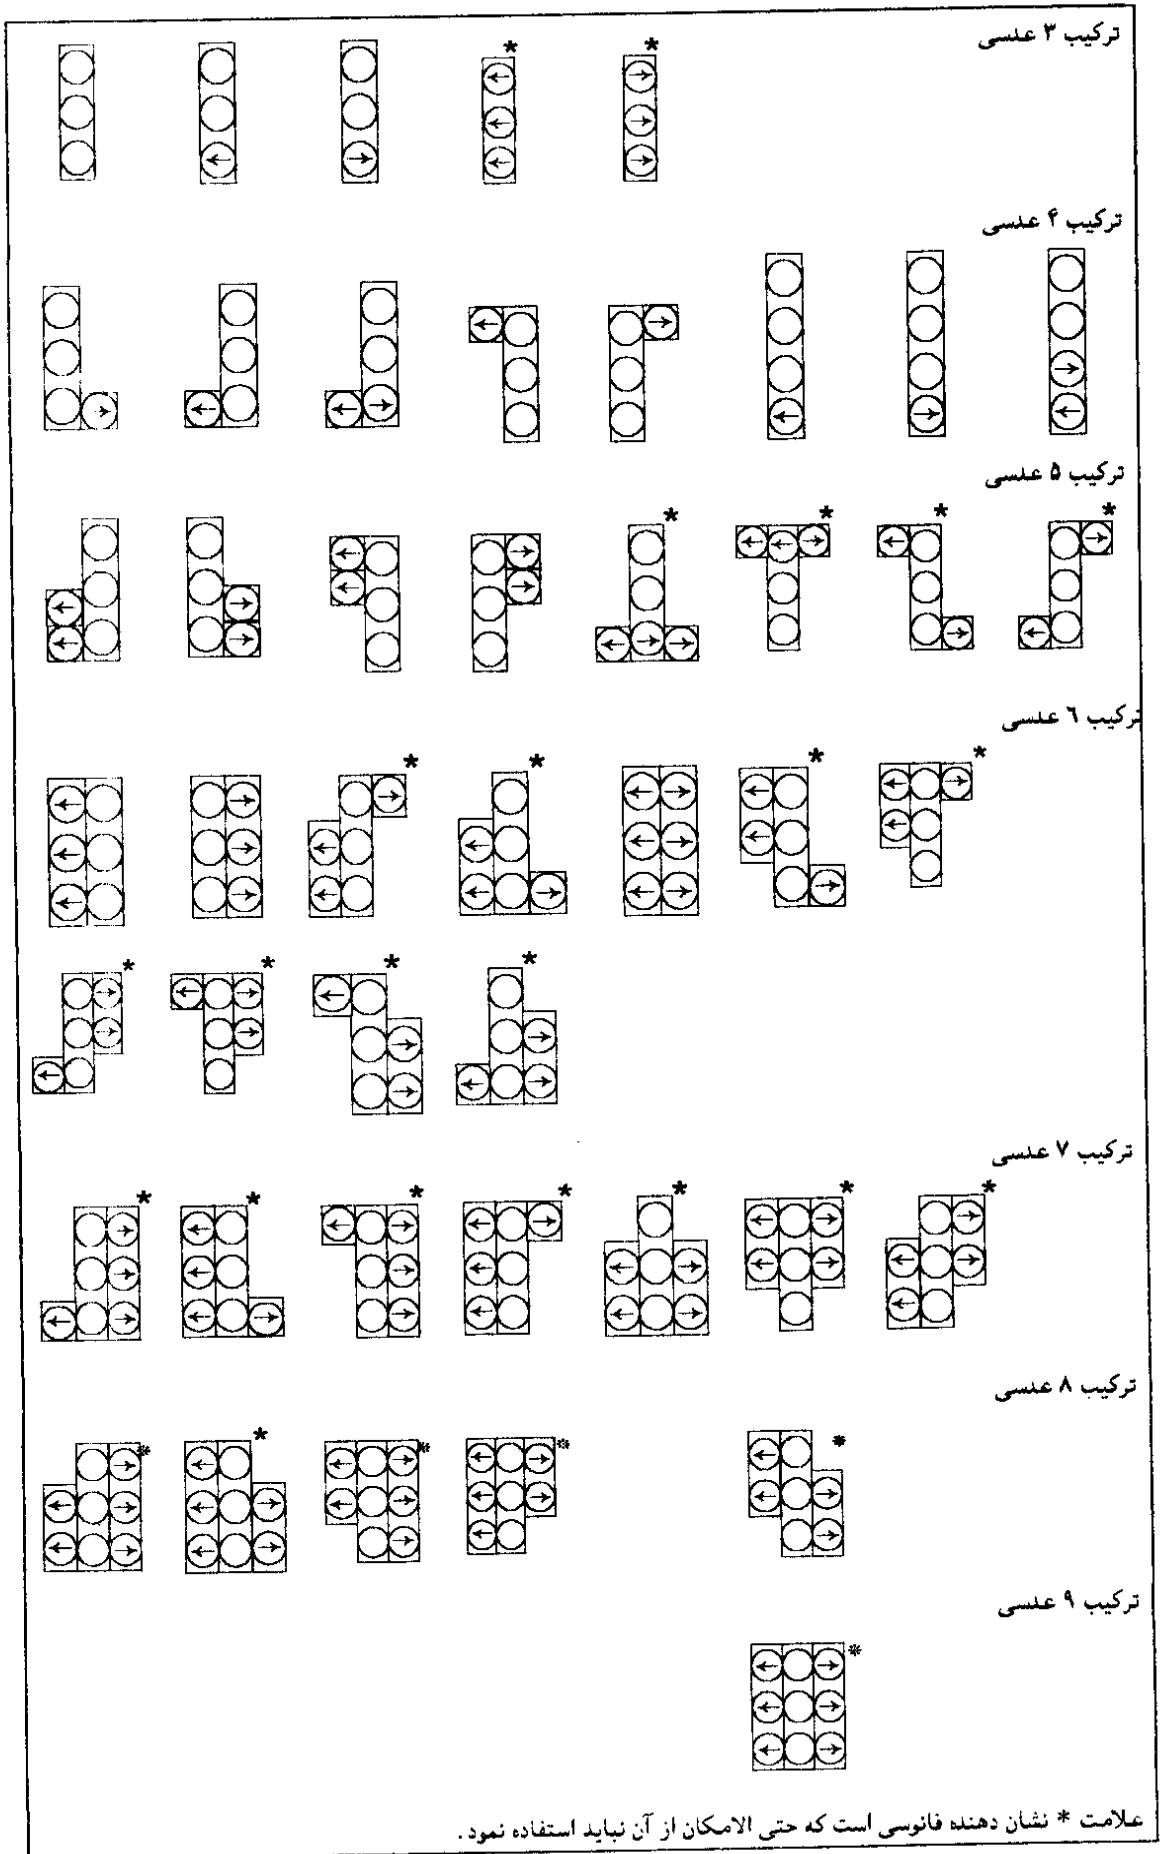 ترکیب ۳ عدسی
ترکیب ۴ عدسی
ترکیب ۵ عدسی
ترکیب ٦ عدسی
ترکیب ۷ عدسی
ترکیب ۸ عدسی
ترکیب ۹ عدسی
علامت * نشان دهنده فانوسی است که حتی الامکان از آن نباید استفاده نمود.